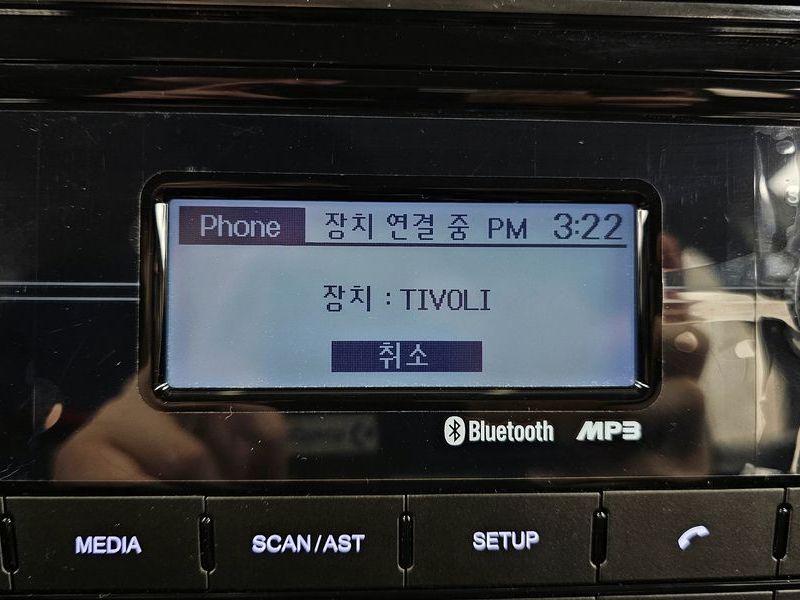 Phone 장치 연결 중 PM 3:22
장치 : TIVOLI
취소
Bluetooth MP3
MEDIA SCAN/AST SETUP